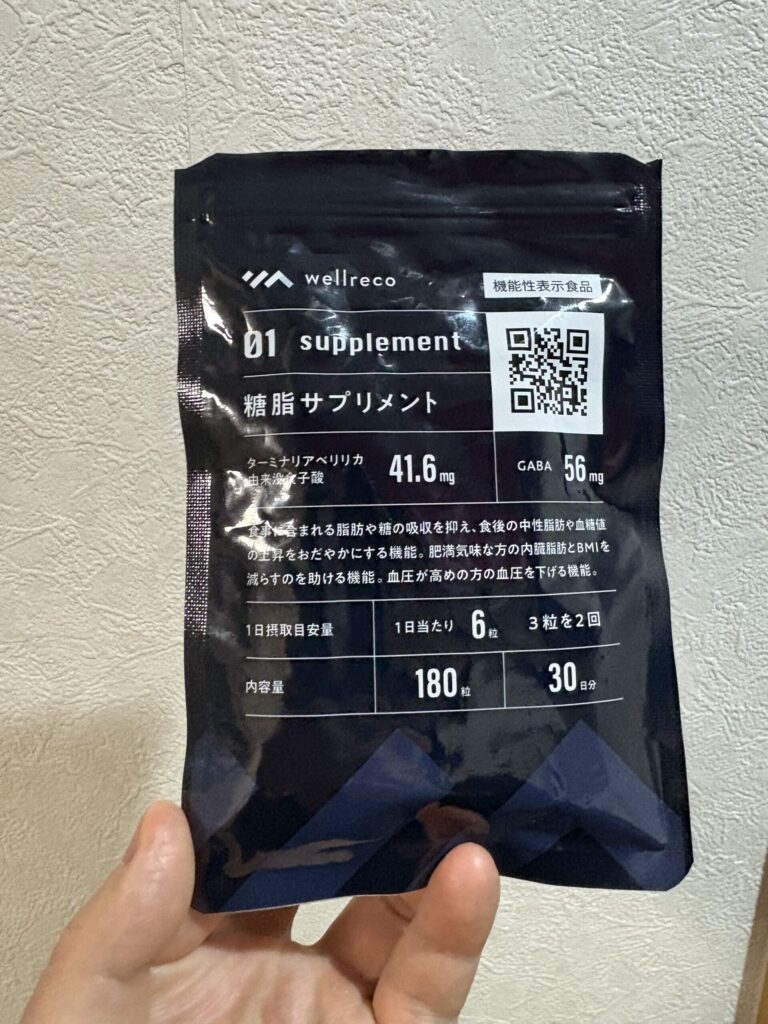 wellreco
機能性表示食品
01 supplement
糖脂サプリメント
ターミナリアベリリカ
由来没食子酸
41.6mg
GABA 56mg
食事に含まれる脂肪や糖の吸収を抑え、食後の中性脂肪や血糖値
の上昇をおだやかにする機能。肥満気味な方の内臓脂肪とBMIを
減らすのを助ける機能。血圧が高めの方の血圧を下げる機能。
1日摂取目安量 1日当たり 6粒 3粒を2回
内容量 180粒 30日分